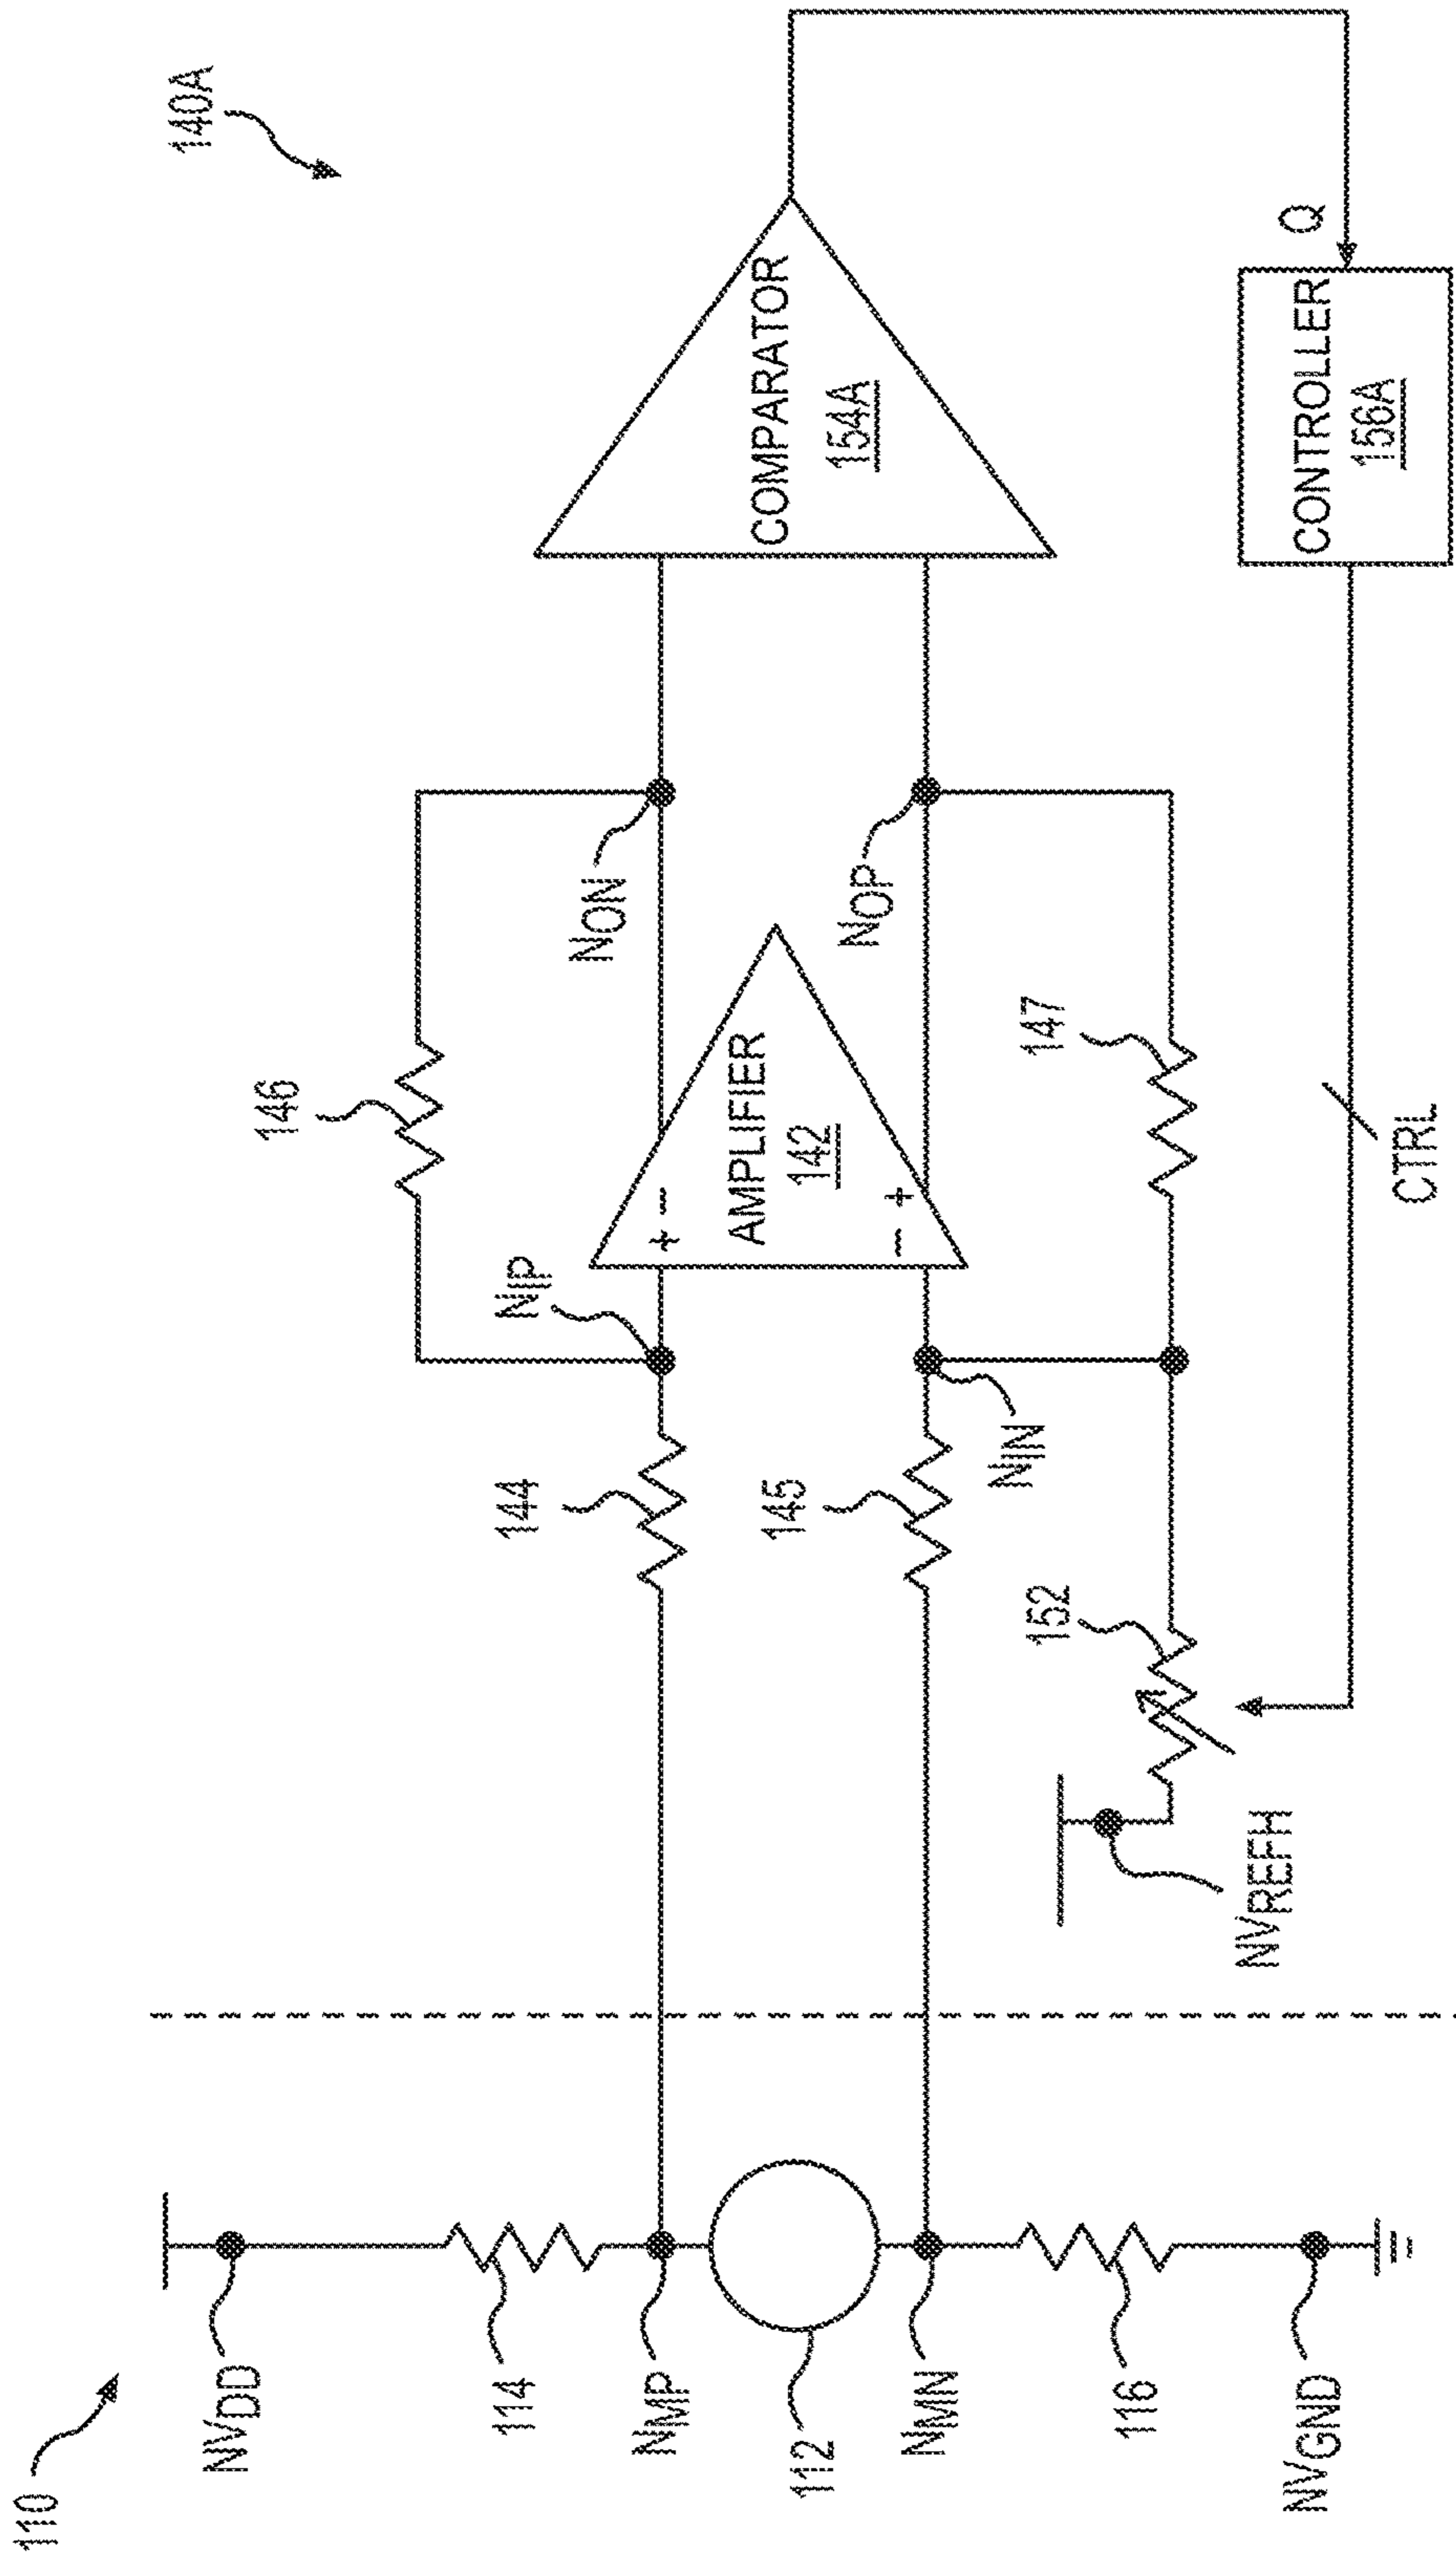 110
140A
NVDD
114
NMP
112
NMN
116
NVGND
144
145
NIP
NIN
146
AMPLIFIER
142
+ -
- +
147
152
NVREFH
NON
NOP
COMPARATOR
154A
Q
CONTROLLER
156A
CTRL